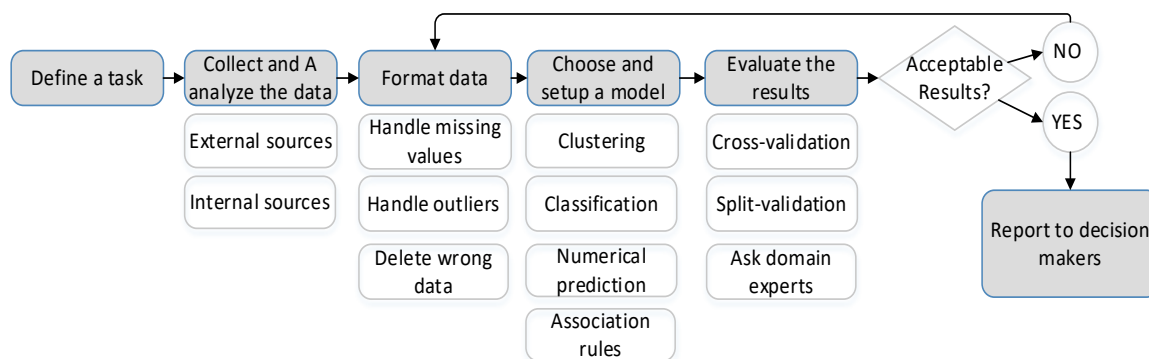 Define a task
Collect and A
analyze the data
Format data
Choose and
setup a model
Evaluate the
results
Acceptable
Results?
NO
YES
External sources
Internal sources
Handle missing
values
Handle outliers
Delete wrong
data
Clustering
Classification
Numerical
prediction
Association
rules
Cross-validation
Split-validation
Ask domain
experts
Report to decision
makers